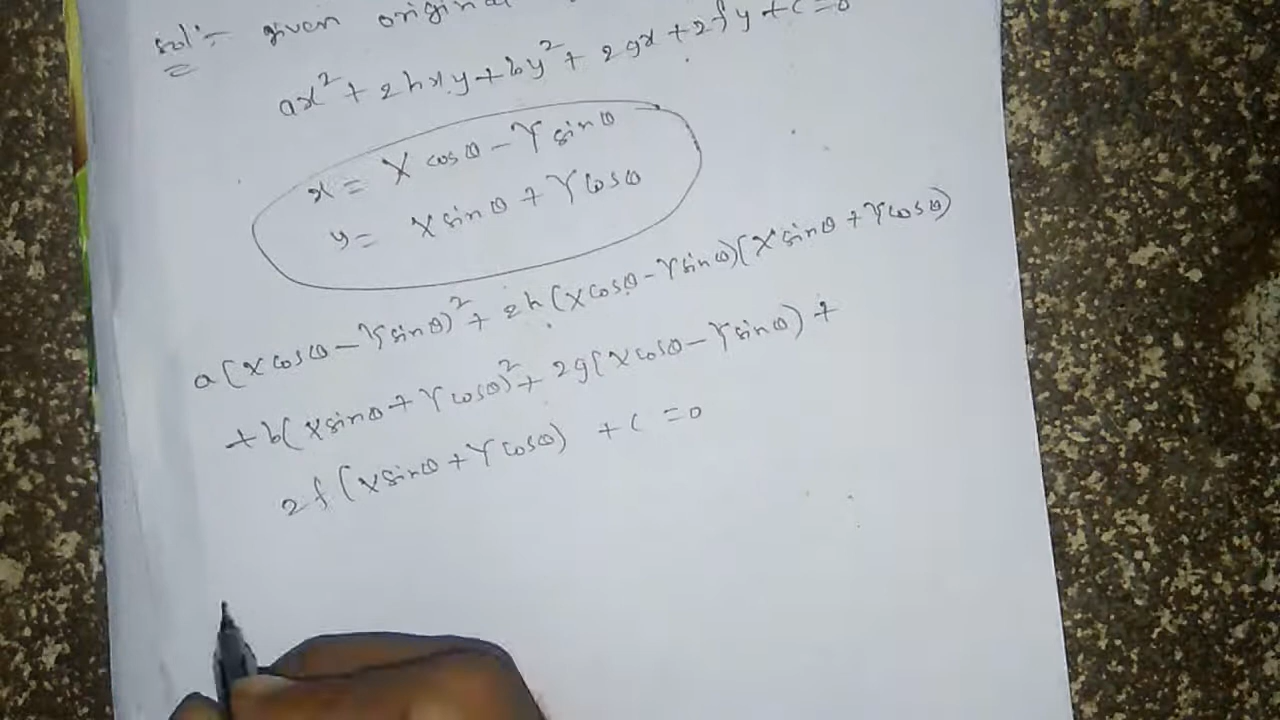 sol:- given original
ax² + 2hxy + by² + 2gx + 2fy + c = 0
x = X cosθ - Y sinθ
y = X sinθ + Y cosθ
a(X cosθ - Y sinθ)² + 2h(X cosθ - Y sinθ)(X sinθ + Y cosθ)
+ b(X sinθ + Y cosθ)² + 2g(X cosθ - Y sinθ) +
2f(X sinθ + Y cosθ) + c = 0